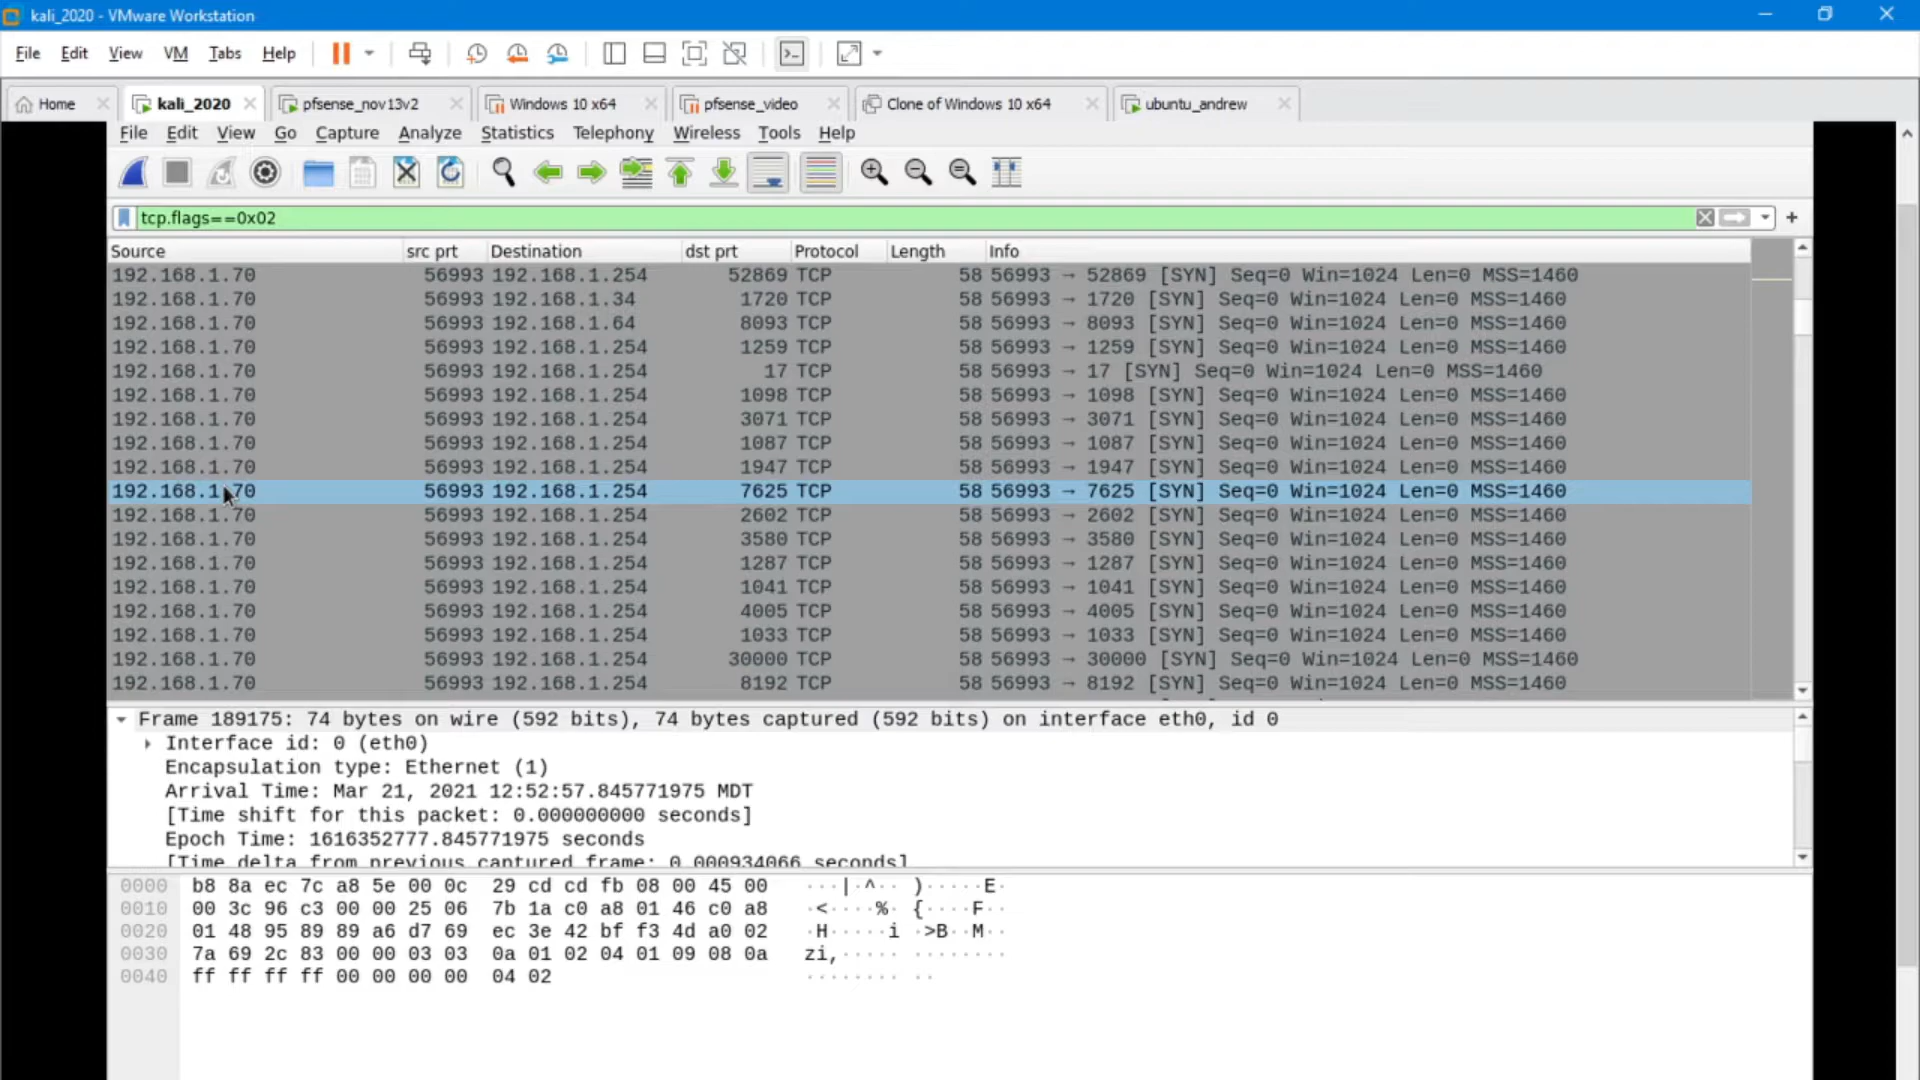 kali_2020 - VMware Workstation
File Edit View VM Tabs Help
Home kali_2020 pfsense_nov13v2 Windows 10 x64 pfsense_video Clone of Windows 10 x64 ubuntu_andrew
File Edit View Go Capture Analyze Statistics Telephony Wireless Tools Help
tcp.flags==0x02
Source src prt Destination dst prt Protocol Length Info
192.168.1.70 56993 192.168.1.254 52869 TCP 58 56993 → 52869 [SYN] Seq=0 Win=1024 Len=0 MSS=1460
192.168.1.70 56993 192.168.1.34 1720 TCP 58 56993 → 1720 [SYN] Seq=0 Win=1024 Len=0 MSS=1460
192.168.1.70 56993 192.168.1.64 8093 TCP 58 56993 → 8093 [SYN] Seq=0 Win=1024 Len=0 MSS=1460
192.168.1.70 56993 192.168.1.254 1259 TCP 58 56993 → 1259 [SYN] Seq=0 Win=1024 Len=0 MSS=1460
192.168.1.70 56993 192.168.1.254 17 TCP 58 56993 → 17 [SYN] Seq=0 Win=1024 Len=0 MSS=1460
192.168.1.70 56993 192.168.1.254 1098 TCP 58 56993 → 1098 [SYN] Seq=0 Win=1024 Len=0 MSS=1460
192.168.1.70 56993 192.168.1.254 3071 TCP 58 56993 → 3071 [SYN] Seq=0 Win=1024 Len=0 MSS=1460
192.168.1.70 56993 192.168.1.254 1087 TCP 58 56993 → 1087 [SYN] Seq=0 Win=1024 Len=0 MSS=1460
192.168.1.70 56993 192.168.1.254 1947 TCP 58 56993 → 1947 [SYN] Seq=0 Win=1024 Len=0 MSS=1460
192.168.1.70 56993 192.168.1.254 7625 TCP 58 56993 → 7625 [SYN] Seq=0 Win=1024 Len=0 MSS=1460
192.168.1.70 56993 192.168.1.254 2602 TCP 58 56993 → 2602 [SYN] Seq=0 Win=1024 Len=0 MSS=1460
192.168.1.70 56993 192.168.1.254 3580 TCP 58 56993 → 3580 [SYN] Seq=0 Win=1024 Len=0 MSS=1460
192.168.1.70 56993 192.168.1.254 1287 TCP 58 56993 → 1287 [SYN] Seq=0 Win=1024 Len=0 MSS=1460
192.168.1.70 56993 192.168.1.254 1041 TCP 58 56993 → 1041 [SYN] Seq=0 Win=1024 Len=0 MSS=1460
192.168.1.70 56993 192.168.1.254 4005 TCP 58 56993 → 4005 [SYN] Seq=0 Win=1024 Len=0 MSS=1460
192.168.1.70 56993 192.168.1.254 1033 TCP 58 56993 → 1033 [SYN] Seq=0 Win=1024 Len=0 MSS=1460
192.168.1.70 56993 192.168.1.254 30000 TCP 58 56993 → 30000 [SYN] Seq=0 Win=1024 Len=0 MSS=1460
192.168.1.70 56993 192.168.1.254 8192 TCP 58 56993 → 8192 [SYN] Seq=0 Win=1024 Len=0 MSS=1460
Frame 189175: 74 bytes on wire (592 bits), 74 bytes captured (592 bits) on interface eth0, id 0
Interface id: 0 (eth0)
Encapsulation type: Ethernet (1)
Arrival Time: Mar 21, 2021 12:52:57.845771975 MDT
[Time shift for this packet: 0.000000000 seconds]
Epoch Time: 1616352777.845771975 seconds
[Time delta from previous captured frame: 0.000934066 seconds]
0000 b8 8a ec 7c a8 5e 00 0c 29 cd cd fb 08 00 45 00 ···|·^·· )·····E·
0010 00 3c 96 c3 00 00 25 06 7b 1a c0 a8 01 46 c0 a8 ·<····%· {····F··
0020 01 48 95 89 89 a6 d7 69 ec 3e 42 bf f3 4d a0 02 ·H·····i ·>B··M··
0030 7a 69 2c 83 00 00 03 03 0a 01 02 04 01 09 08 0a zi,····· ········
0040 ff ff ff ff 00 00 00 00 04 02 ········ ··